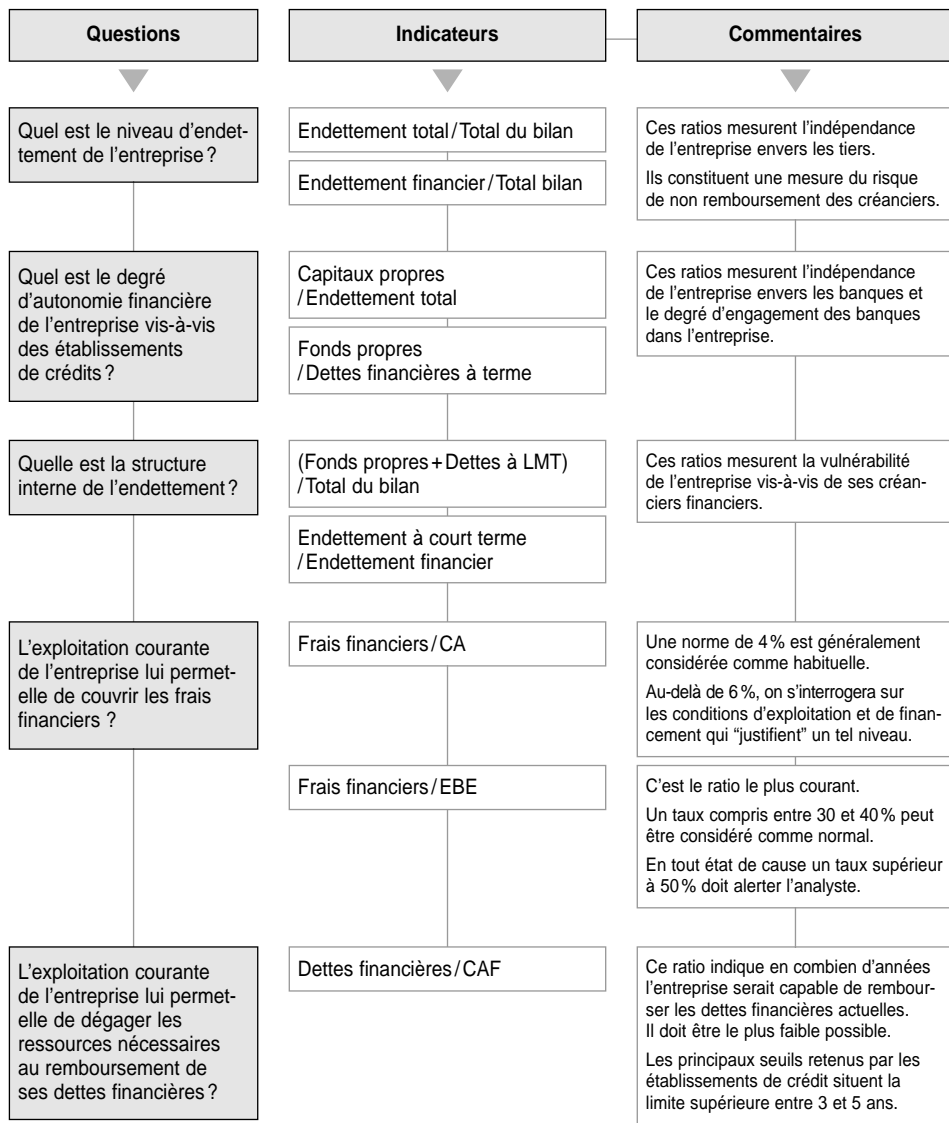 Questions
Indicateurs
Commentaires
Quel est le niveau d'endet-
tement de l'entreprise ?
Endettement total / Total du bilan
Endettement financier / Total bilan
Ces ratios mesurent l'indépendance
de l'entreprise envers les tiers.
Ils constituent une mesure du risque
de non remboursement des créanciers.
Quel est le degré
d'autonomie financière
de l'entreprise vis-à-vis
des établissements
de crédits ?
Capitaux propres
/ Endettement total
Fonds propres
/ Dettes financières à terme
Ces ratios mesurent l'indépendance
de l'entreprise envers les banques et
le degré d'engagement des banques
dans l'entreprise.
Quelle est la structure
interne de l'endettement ?
(Fonds propres + Dettes à LMT)
/ Total du bilan
Endettement à court terme
/ Endettement financier
Ces ratios mesurent la vulnérabilité
de l'entreprise vis-à-vis de ses créan-
ciers financiers.
L'exploitation courante
de l'entreprise lui permet-
elle de couvrir les frais
financiers ?
Frais financiers / CA
Une norme de 4 % est généralement
considérée comme habituelle.
Au-delà de 6 %, on s'interrogera sur
les conditions d'exploitation et de finan-
cement qui "justifient" un tel niveau.
Frais financiers / EBE
C'est le ratio le plus courant.
Un taux compris entre 30 et 40 % peut
être considéré comme normal.
En tout état de cause un taux supérieur
à 50 % doit alerter l'analyste.
L'exploitation courante
de l'entreprise lui permet-
elle de dégager les
ressources nécessaires
au remboursement de
ses dettes financières ?
Dettes financières / CAF
Ce ratio indique en combien d'années
l'entreprise serait capable de rembour-
ser les dettes financières actuelles.
Il doit être le plus faible possible.
Les principaux seuils retenus par les
établissements de crédit situent la
limite supérieure entre 3 et 5 ans.